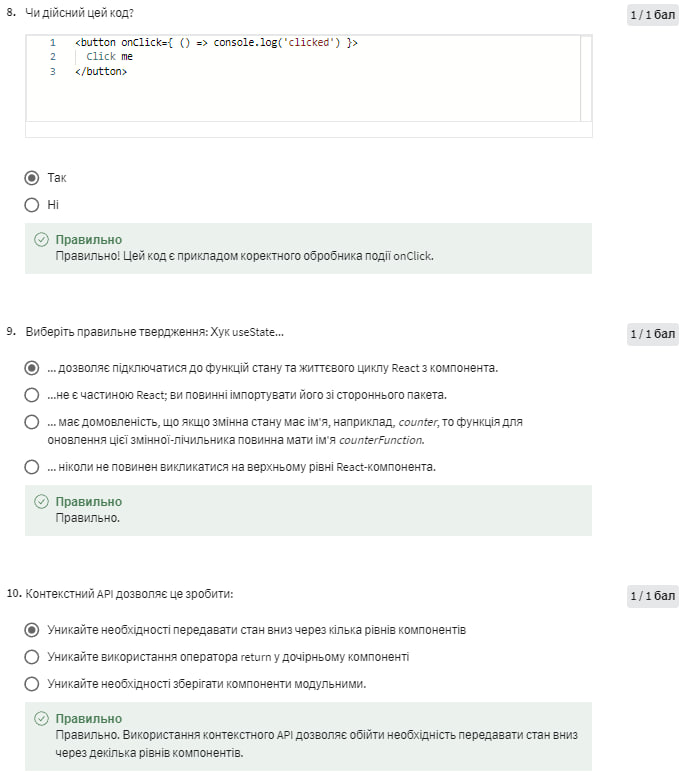 8. Чи дійсний цей код?
1 / 1 бал
1 <button onClick={ () => console.log('clicked') }>
2 Click me
3 </button>
Так
Ні
Правильно
Правильно! Цей код є прикладом коректного обробника події onClick.
9. Виберіть правильне твердження: Хук useState...
1 / 1 бал
... дозволяє підключатися до функцій стану та життєвого циклу React з компонента.
...не є частиною React; ви повинні імпортувати його зі стороннього пакета.
... має домовленість, що якщо змінна стану має ім'я, наприклад, counter, то функція для
оновлення цієї змінної-лічильника повинна мати ім'я counterFunction.
... ніколи не повинен викликатися на верхньому рівні React-компонента.
Правильно
Правильно.
10. Контекстний API дозволяє це зробити:
1 / 1 бал
Уникайте необхідності передавати стан вниз через кілька рівнів компонентів
Уникайте використання оператора return у дочірньому компоненті
Уникайте необхідності зберігати компоненти модульними.
Правильно
Правильно. Використання контекстного API дозволяє обійти необхідність передавати стан вниз
через декілька рівнів компонентів.